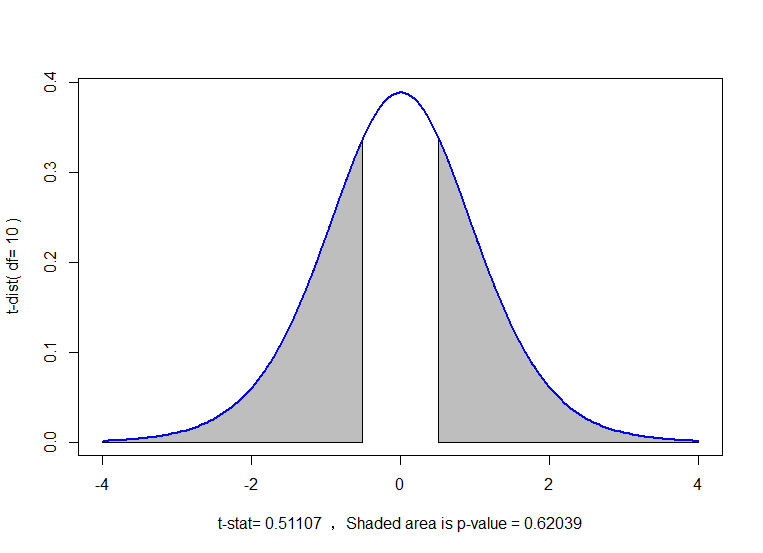 t-dist( df= 10 )
0.4
0.3
0.2
0.1
0.0
-4 -2 0 2 4
t-stat= 0.51107 , Shaded area is p-value = 0.62039